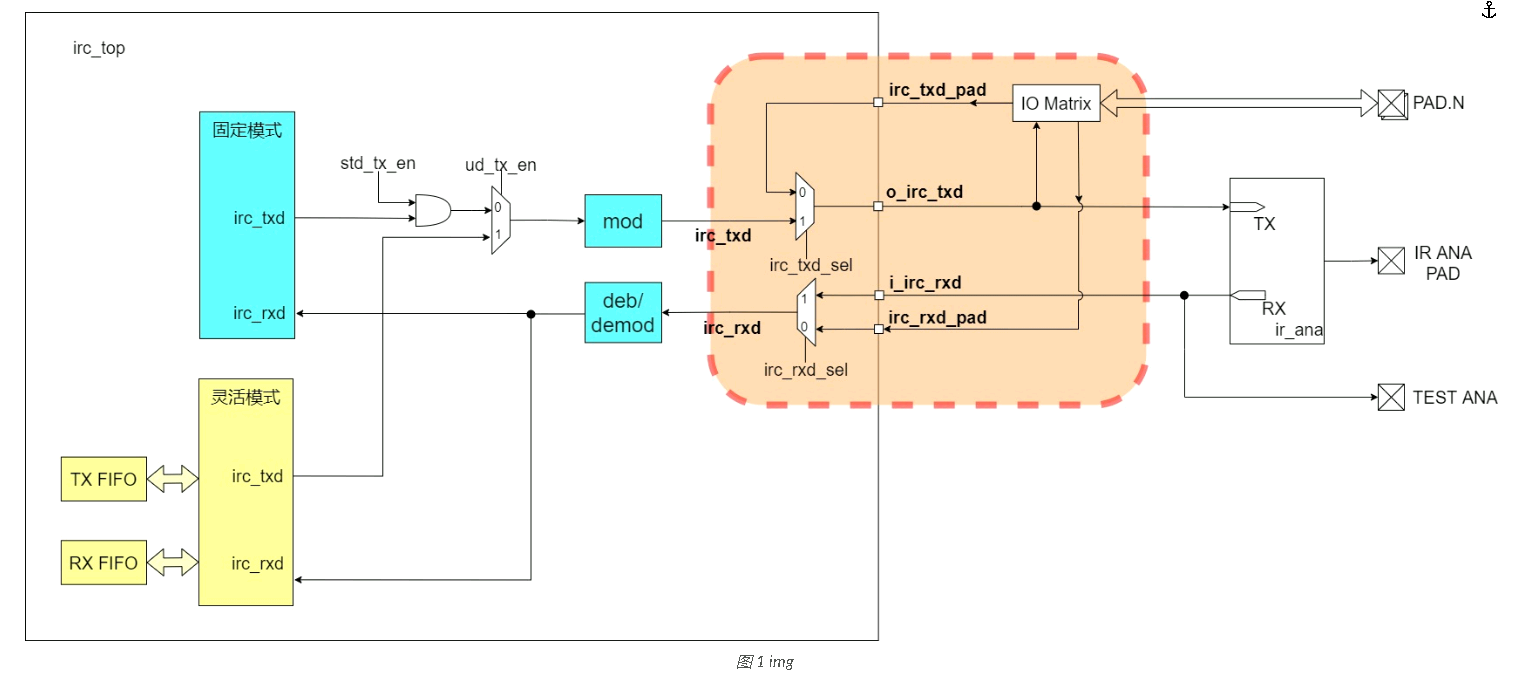 irc_top
固定模式
irc_txd
irc_rxd
std_tx_en
ud_tx_en
0
1
mod
irc_txd
deb/
demod
irc_rxd
irc_txd_pad
0
1
irc_txd_sel
o_irc_txd
i_irc_rxd
1
0
irc_rxd_pad
irc_rxd_sel
IO Matrix
PAD.N
TX
RX
ir_ana
IR ANA
PAD
TEST ANA
灵活模式
irc_txd
irc_rxd
TX FIFO
RX FIFO
图 1 img